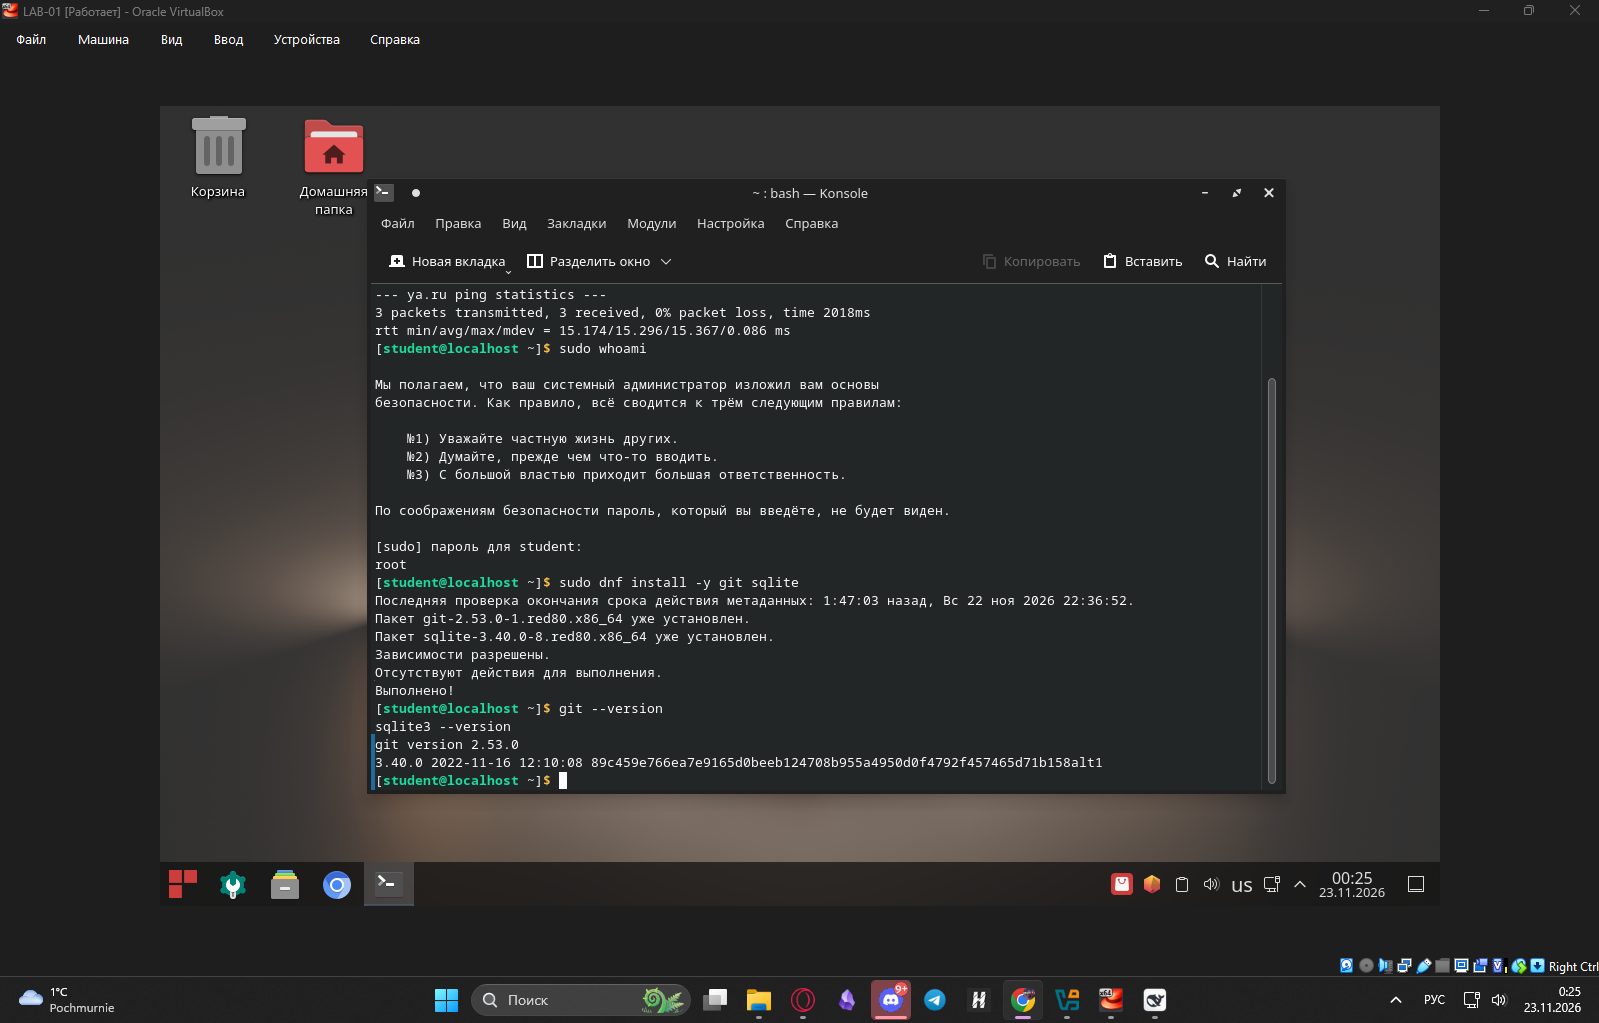 LAB-01 [Работает] - Oracle VirtualBox
Файл Машина Вид Ввод Устройства Справка
Корзина
Домашняя
папка
~ : bash — Konsole
Файл Правка Вид Закладки Модули Настройка Справка
Новая вкладка Разделить окно Копировать Вставить Найти
--- ya.ru ping statistics ---
3 packets transmitted, 3 received, 0% packet loss, time 2018ms
rtt min/avg/max/mdev = 15.174/15.296/15.367/0.086 ms
[student@localhost ~]$ sudo whoami
Мы полагаем, что ваш системный администратор изложил вам основы
безопасности. Как правило, всё сводится к трём следующим правилам:
№1) Уважайте частную жизнь других.
№2) Думайте, прежде чем что-то вводить.
№3) С большой властью приходит большая ответственность.
По соображениям безопасности пароль, который вы введёте, не будет виден.
[sudo] пароль для student:
root
[student@localhost ~]$ sudo dnf install -y git sqlite
Последняя проверка окончания срока действия метаданных: 1:47:03 назад, Вс 22 ноя 2026 22:36:52.
Пакет git-2.53.0-1.red80.x86_64 уже установлен.
Пакет sqlite-3.40.0-8.red80.x86_64 уже установлен.
Зависимости разрешены.
Отсутствуют действия для выполнения.
Выполнено!
[student@localhost ~]$ git --version
sqlite3 --version
git version 2.53.0
3.40.0 2022-11-16 12:10:08 89c459e766ea7e9165d0beeb124708b955a4950d0f4792f457465d71b158alt1
[student@localhost ~]$
us
00:25
23.11.2026
Right Ctrl
1°C
Pochmurnie
Поиск
9+
РУС
0:25
23.11.2026